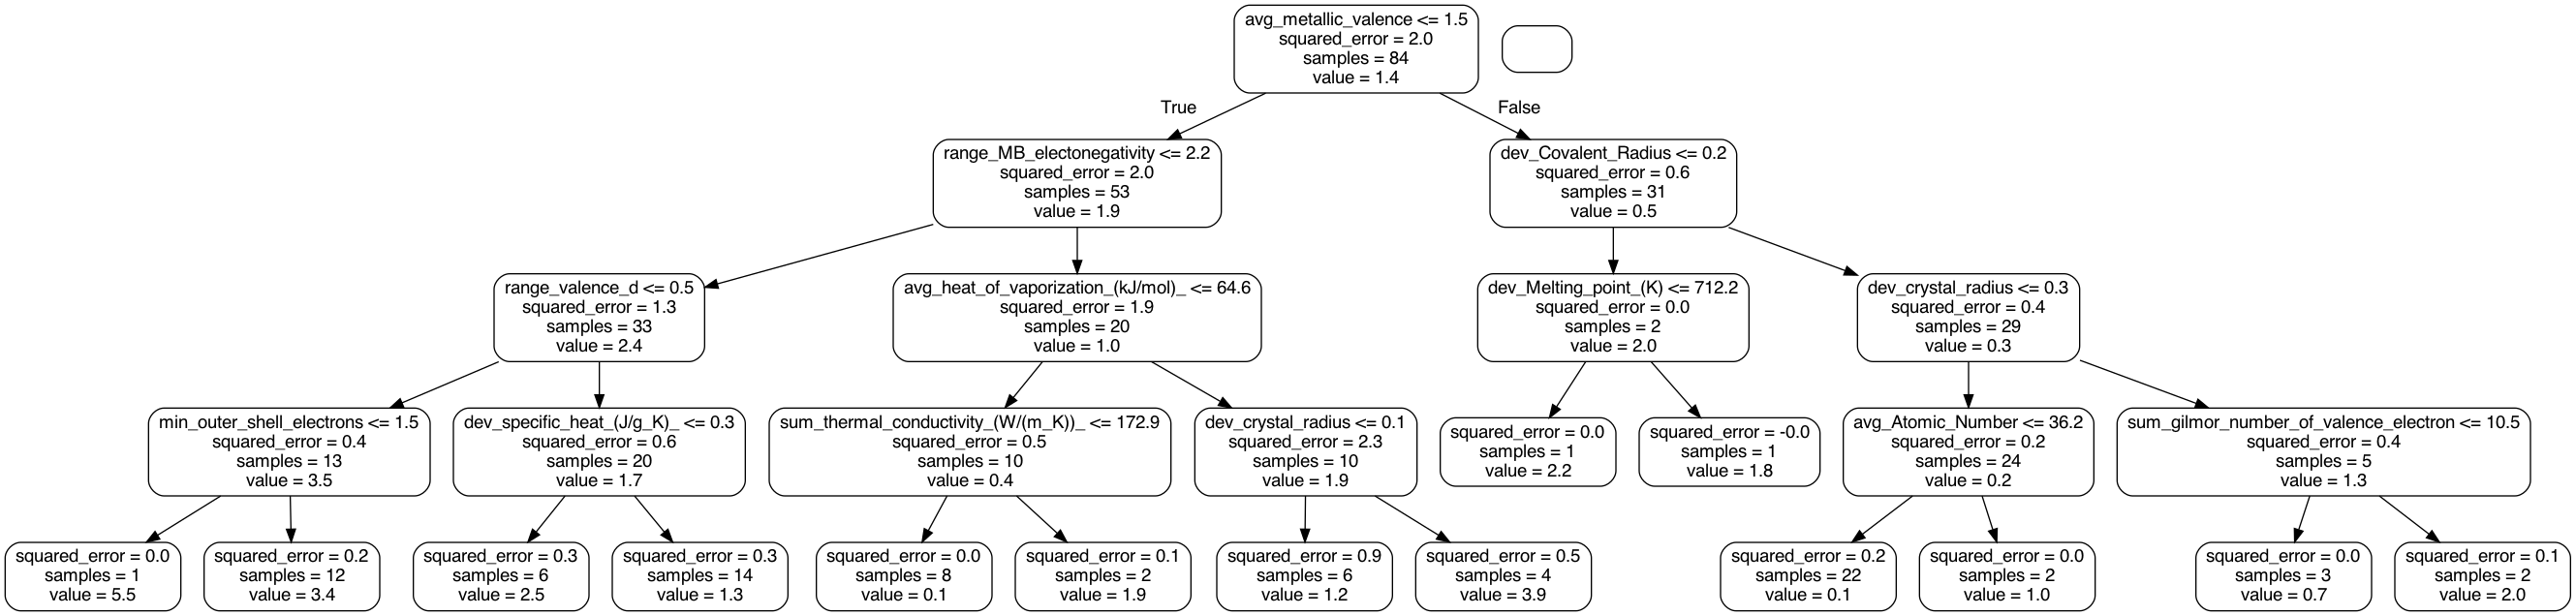 avg_metallic_valence <= 1.5
squared_error = 2.0
samples = 84
value = 1.4
True
False
range_MB_electonegativity <= 2.2
squared_error = 2.0
samples = 53
value = 1.9
dev_Covalent_Radius <= 0.2
squared_error = 0.6
samples = 31
value = 0.5
range_valence_d <= 0.5
squared_error = 1.3
samples = 33
value = 2.4
avg_heat_of_vaporization_(kJ/mol)_ <= 64.6
squared_error = 1.9
samples = 20
value = 1.0
dev_Melting_point_(K) <= 712.2
squared_error = 0.0
samples = 2
value = 2.0
dev_crystal_radius <= 0.3
squared_error = 0.4
samples = 29
value = 0.3
min_outer_shell_electrons <= 1.5
squared_error = 0.4
samples = 13
value = 3.5
dev_specific_heat_(J/g_K)_ <= 0.3
squared_error = 0.6
samples = 20
value = 1.7
sum_thermal_conductivity_(W/(m_K))_ <= 172.9
squared_error = 0.5
samples = 10
value = 0.4
dev_crystal_radius <= 0.1
squared_error = 2.3
samples = 10
value = 1.9
squared_error = 0.0
samples = 1
value = 2.2
squared_error = -0.0
samples = 1
value = 1.8
avg_Atomic_Number <= 36.2
squared_error = 0.2
samples = 24
value = 0.2
sum_gilmor_number_of_valence_electron <= 10.5
squared_error = 0.4
samples = 5
value = 1.3
squared_error = 0.0
samples = 1
value = 5.5
squared_error = 0.2
samples = 12
value = 3.4
squared_error = 0.3
samples = 6
value = 2.5
squared_error = 0.3
samples = 14
value = 1.3
squared_error = 0.0
samples = 8
value = 0.1
squared_error = 0.1
samples = 2
value = 1.9
squared_error = 0.9
samples = 6
value = 1.2
squared_error = 0.5
samples = 4
value = 3.9
squared_error = 0.2
samples = 22
value = 0.1
squared_error = 0.0
samples = 2
value = 1.0
squared_error = 0.0
samples = 3
value = 0.7
squared_error = 0.1
samples = 2
value = 2.0